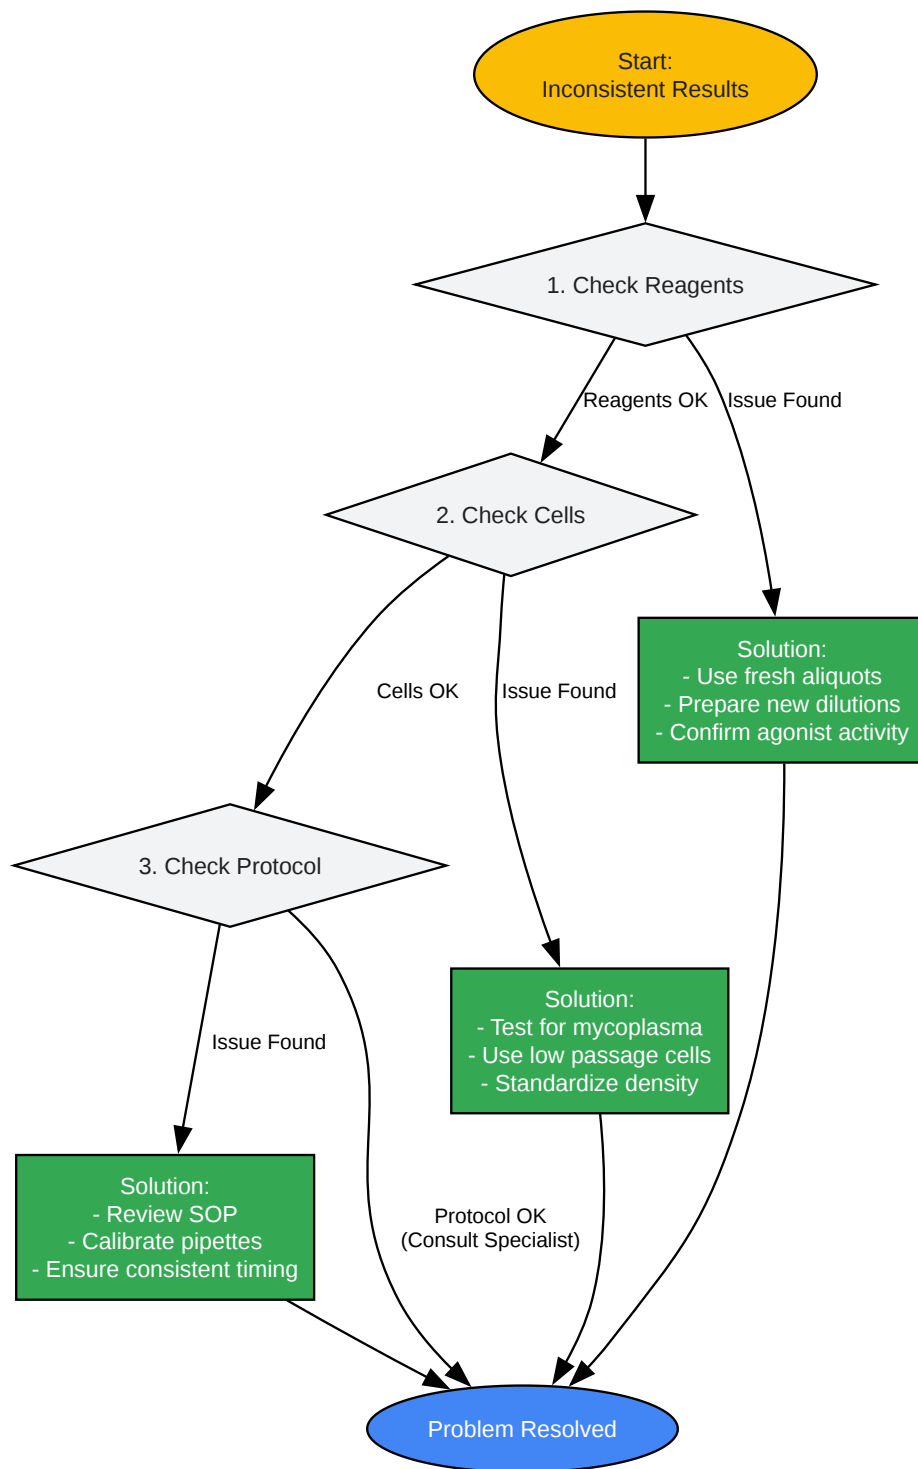 Start:
Inconsistent Results
1. Check Reagents
Reagents OK
Issue Found
2. Check Cells
Solution:
- Use fresh aliquots
- Prepare new dilutions
- Confirm agonist activity
Cells OK
Issue Found
3. Check Protocol
Solution:
- Test for mycoplasma
- Use low passage cells
- Standardize density
Issue Found
Solution:
- Review SOP
- Calibrate pipettes
- Ensure consistent timing
Protocol OK
(Consult Specialist)
Problem Resolved